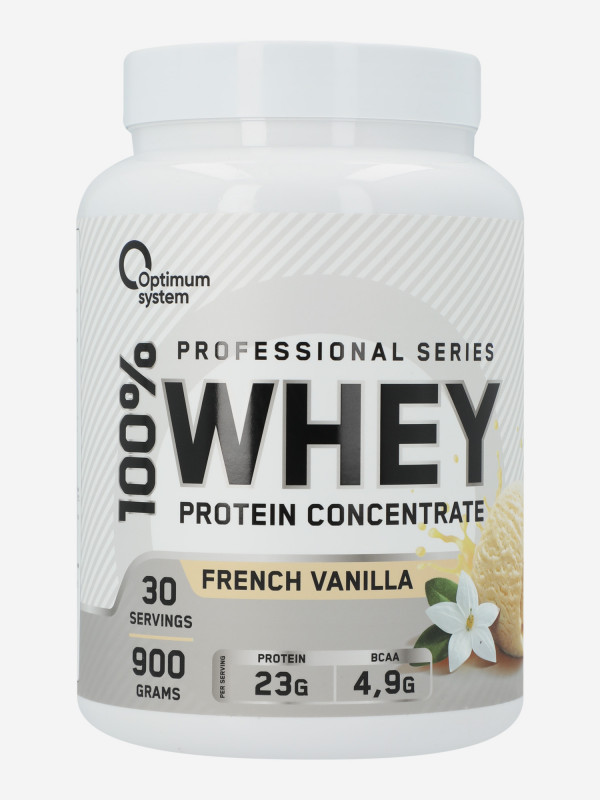 Optimum
system
PROFESSIONAL SERIES
100%
WHEY
PROTEIN CONCENTRATE
FRENCH VANILLA
30
SERVINGS
900
GRAMS
PER SERVING
PROTEIN
23G
BCAA
4,9G